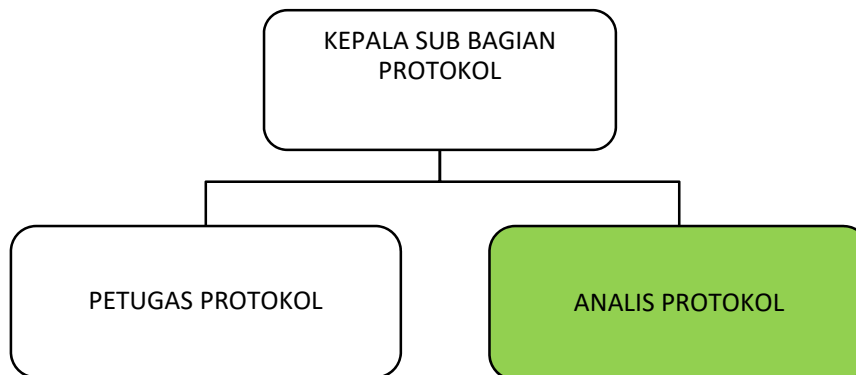 KEPALA SUB BAGIAN
PROTOKOL
PETUGAS PROTOKOL
ANALIS PROTOKOL